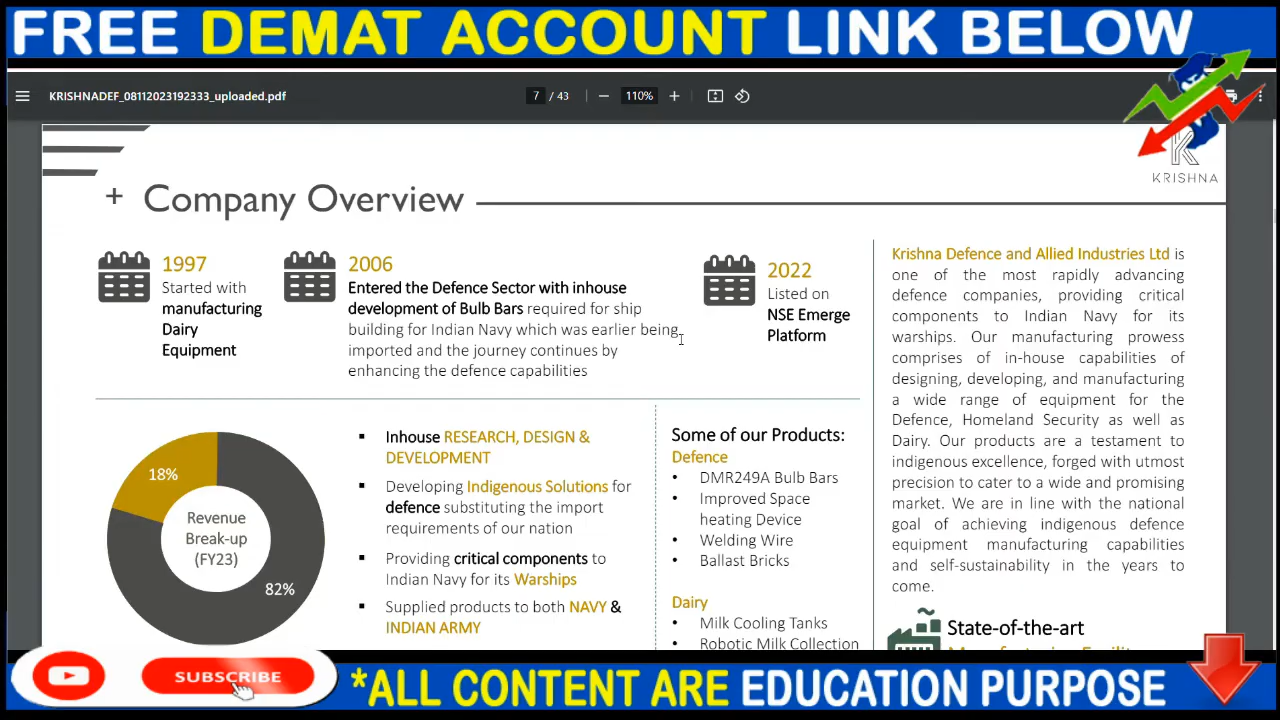 FREE DEMAT ACCOUNT LINK BELOW
KRISHNADEF_08112023192333_uploaded.pdf
7 / 43
110%
KRISHNA
+ Company Overview
1997
Started with
manufacturing
Dairy
Equipment
2006
Entered the Defence Sector with inhouse
development of Bulb Bars required for ship
building for Indian Navy which was earlier being
imported and the journey continues by
enhancing the defence capabilities
2022
Listed on
NSE Emerge
Platform
Krishna Defence and Allied Industries Ltd is
one of the most rapidly advancing
defence companies, providing critical
components to Indian Navy for its
warships. Our manufacturing prowess
comprises of in-house capabilities of
designing, developing, and manufacturing
a wide range of equipment for the
Defence, Homeland Security as well as
Dairy. Our products are a testament to
indigenous excellence, forged with utmost
precision to cater to a wide and promising
market. We are in line with the national
goal of achieving indigenous defence
equipment manufacturing capabilities
and self-sustainability in the years to
come.
18%
Revenue
Break-up
(FY23)
82%
Inhouse RESEARCH, DESIGN &
DEVELOPMENT
Developing Indigenous Solutions for
defence substituting the import
requirements of our nation
Providing critical components to
Indian Navy for its Warships
Supplied products to both NAVY &
INDIAN ARMY
Some of our Products:
Defence
• DMR249A Bulb Bars
• Improved Space
heating Device
• Welding Wire
• Ballast Bricks
Dairy
• Milk Cooling Tanks
• Robotic Milk Collection
State-of-the-art
SUBSCRIBE
*ALL CONTENT ARE EDUCATION PURPOSE